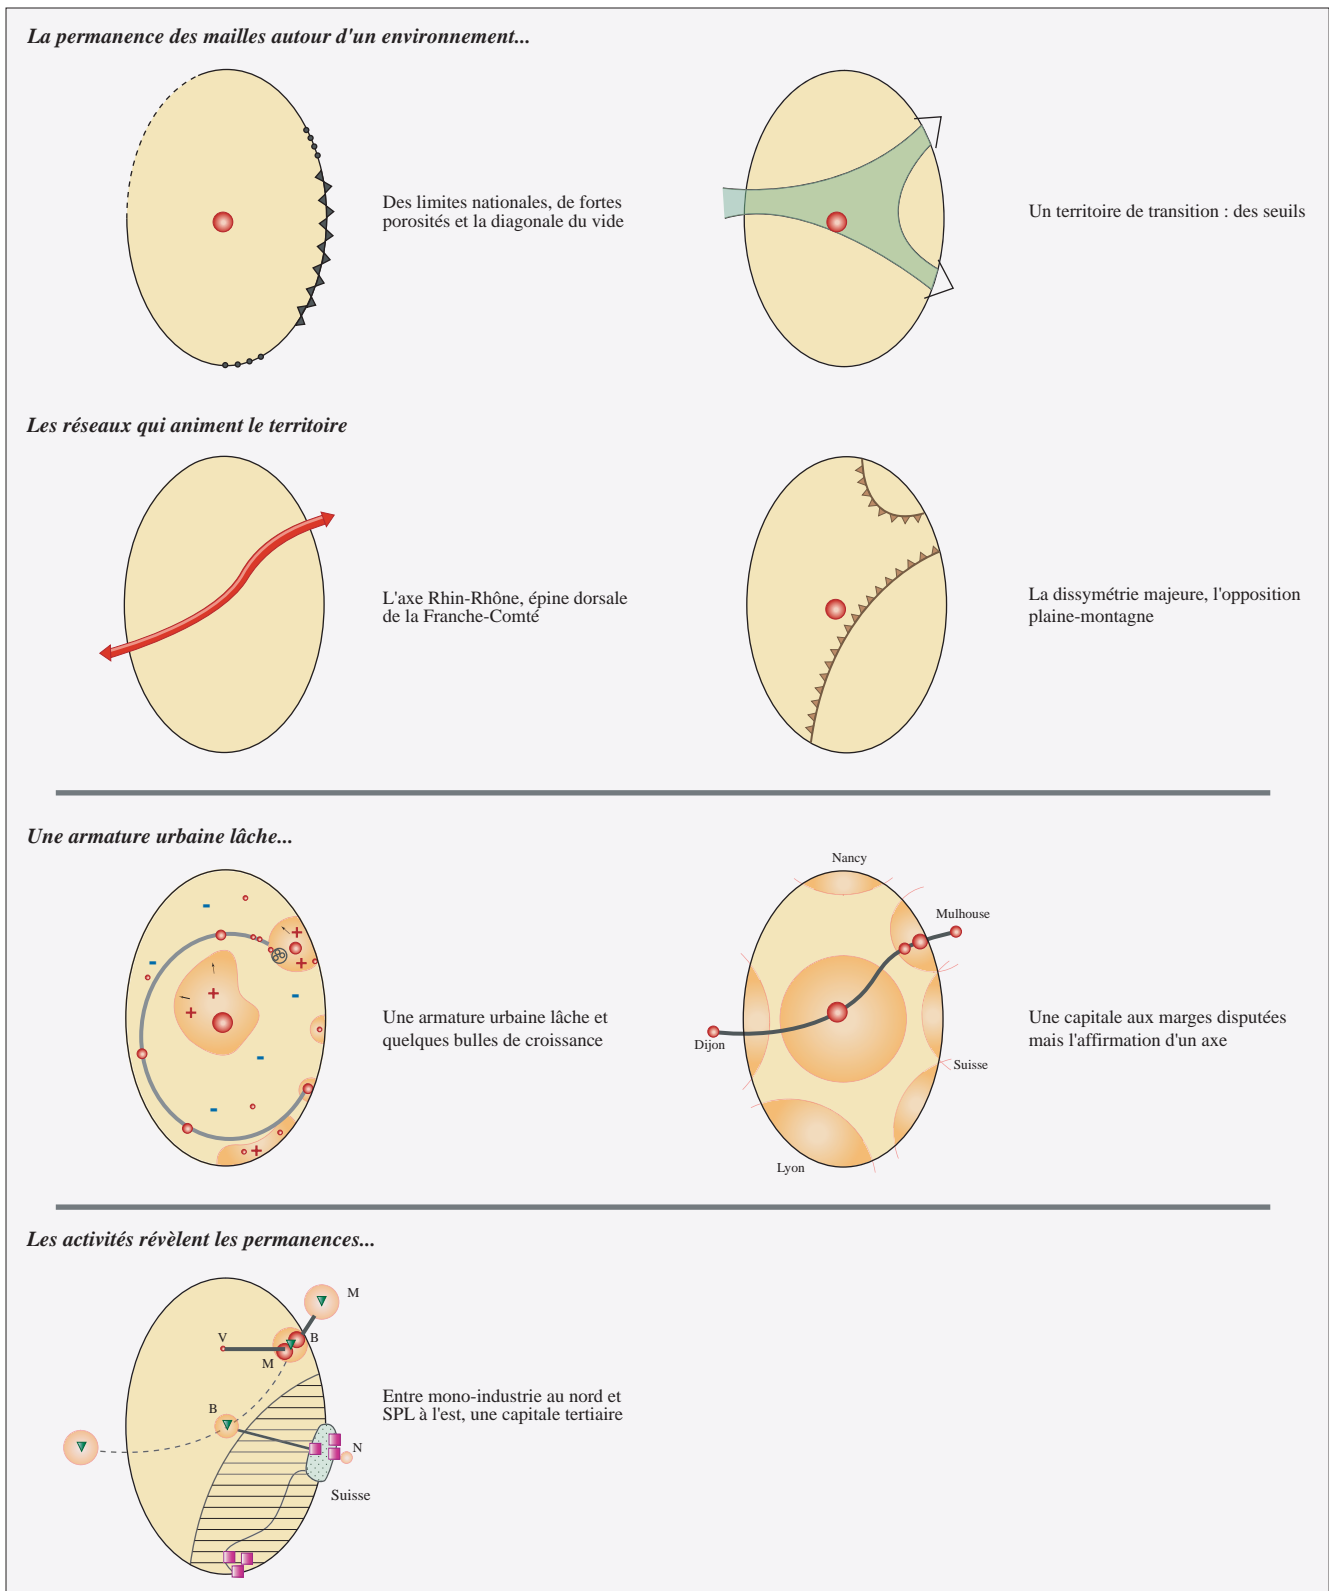 La permanence des mailles autour d'un environnement...
Des limites nationales, de fortes
porosités et la diagonale du vide
Un territoire de transition : des seuils
Les réseaux qui animent le territoire
L'axe Rhin-Rhône, épine dorsale
de la Franche-Comté
La dissymétrie majeure, l'opposition
plaine-montagne
Une armature urbaine lâche...
Une armature urbaine lâche et
quelques bulles de croissance
Nancy
Mulhouse
Dijon
Suisse
Lyon
Une capitale aux marges disputées
mais l'affirmation d'un axe
Les activités révèlent les permanences...
M
V
B
M
B
N
Suisse
Entre mono-industrie au nord et
SPL à l'est, une capitale tertiaire